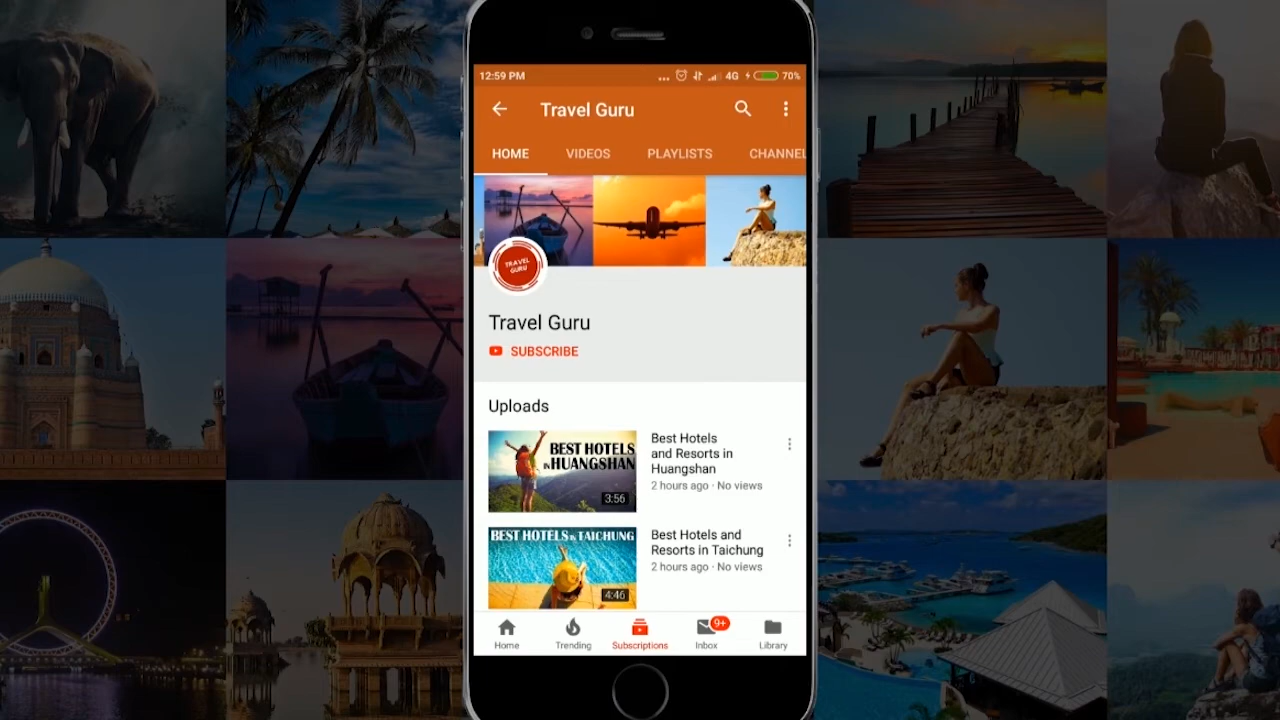 12:59 PM
4G
70%
Travel Guru
HOME
VIDEOS
PLAYLISTS
CHANNEL
TRAVEL
GURU
Travel Guru
SUBSCRIBE
Uploads
BEST HOTELS
IN HUANGSHAN
3:56
Best Hotels
and Resorts in
Huangshan
2 hours ago · No views
BEST HOTELS IN TAICHUNG
4:46
Best Hotels and
Resorts in Taichung
2 hours ago · No views
Home
Trending
Subscriptions
9+
Inbox
Library